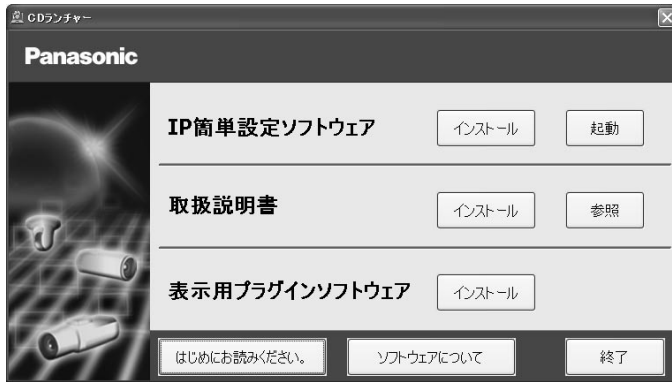 CDランチャー
Panasonic
IP簡単設定ソフトウェア インストール 起動
取扱説明書 インストール 参照
表示用プラグインソフトウェア インストール
はじめにお読みください。 ソフトウェアについて 終了